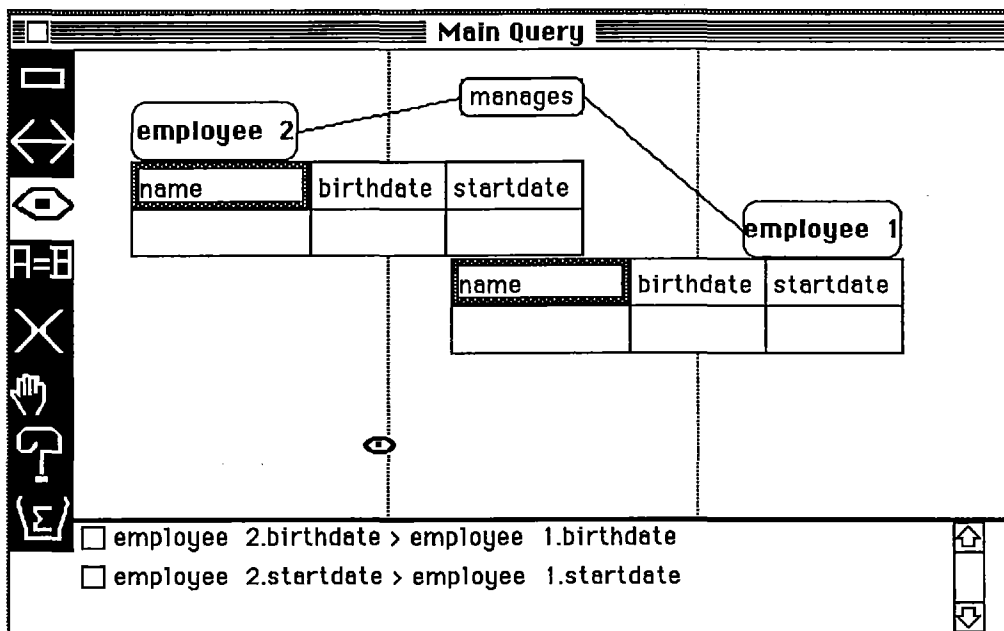 Main Query
manages
employee 2
name birthdate startdate
employee 1
name birthdate startdate
A=B
Σ
employee 2.birthdate > employee 1.birthdate
employee 2.startdate > employee 1.startdate